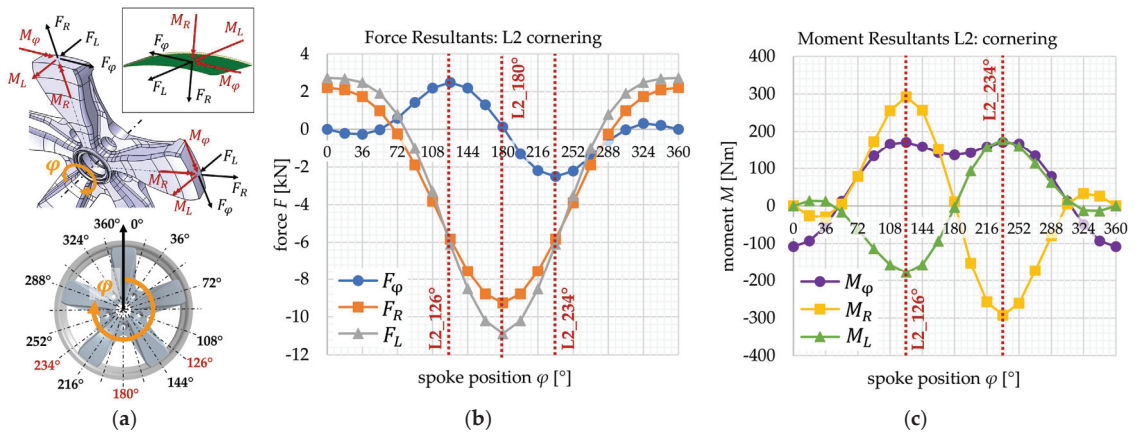 (a)
F_R
M_φ
F_L
F_φ
M_L
M_R
M_R
M_L
F_φ
F_L
F_R
M_φ
M_φ
F_L
M_R
F_R
M_L
F_φ
φ
360° 0°
324° 36°
288° 72°
φ
252° 108°
234° 126°
216° 144°
180°
(b)
Force Resultants: L2 cornering
force F [kN]
4
2
0
-2
-4
-6
-8
-10
-12
0 36 72 108 144 180 216 252 288 324 360
L2_126°
L2_180°
L2_234°
F_φ
F_R
F_L
spoke position φ [°]
(c)
Moment Resultants L2: cornering
moment M [Nm]
400
300
200
100
0
-100
-200
-300
-400
0 36 72 108 144 180 216 252 288 324 360
L2_126°
L2_234°
M_φ
M_R
M_L
spoke position φ [°]